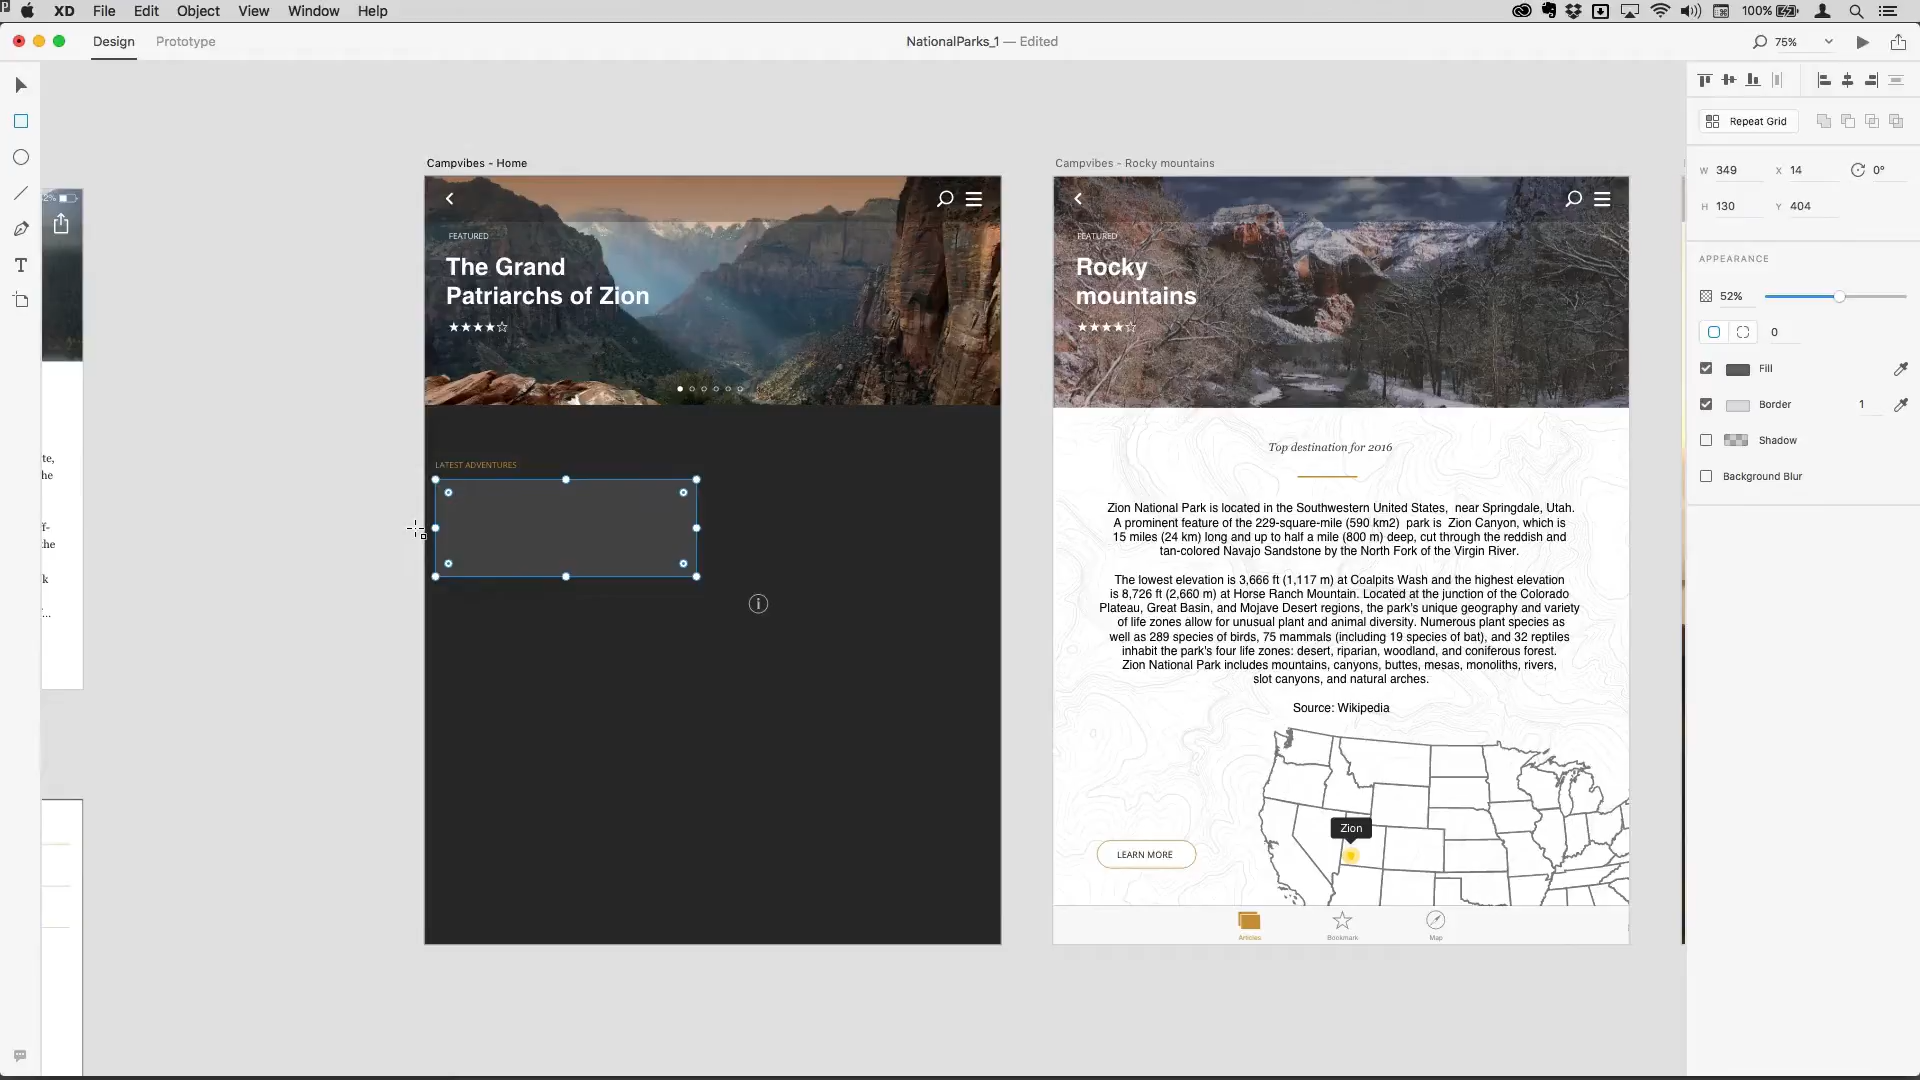 XD File Edit Object View Window Help
100%
Design Prototype
NationalParks_1 — Edited
75%
Repeat Grid
W 349 X 14 0°
H 130 Y 404
APPEARANCE
52%
0
Fill
Border 1
Shadow
Background Blur
2%
te,
he
ff-
the
k
...
Campvibes - Home
FEATURED
The Grand
Patriarchs of Zion
LATEST ADVENTURES
Campvibes - Rocky mountains
FEATURED
Rocky
mountains
Top destination for 2016
Zion National Park is located in the Southwestern United States, near Springdale, Utah.
A prominent feature of the 229-square-mile (590 km2) park is Zion Canyon, which is
15 miles (24 km) long and up to half a mile (800 m) deep, cut through the reddish and
tan-colored Navajo Sandstone by the North Fork of the Virgin River.
The lowest elevation is 3,666 ft (1,117 m) at Coalpits Wash and the highest elevation
is 8,726 ft (2,660 m) at Horse Ranch Mountain. Located at the junction of the Colorado
Plateau, Great Basin, and Mojave Desert regions, the park's unique geography and variety
of life zones allow for unusual plant and animal diversity. Numerous plant species as
well as 289 species of birds, 75 mammals (including 19 species of bat), and 32 reptiles
inhabit the park's four life zones: desert, riparian, woodland, and coniferous forest.
Zion National Park includes mountains, canyons, buttes, mesas, monoliths, rivers,
slot canyons, and natural arches.
Source: Wikipedia
Zion
LEARN MORE
Articles Bookmark Map